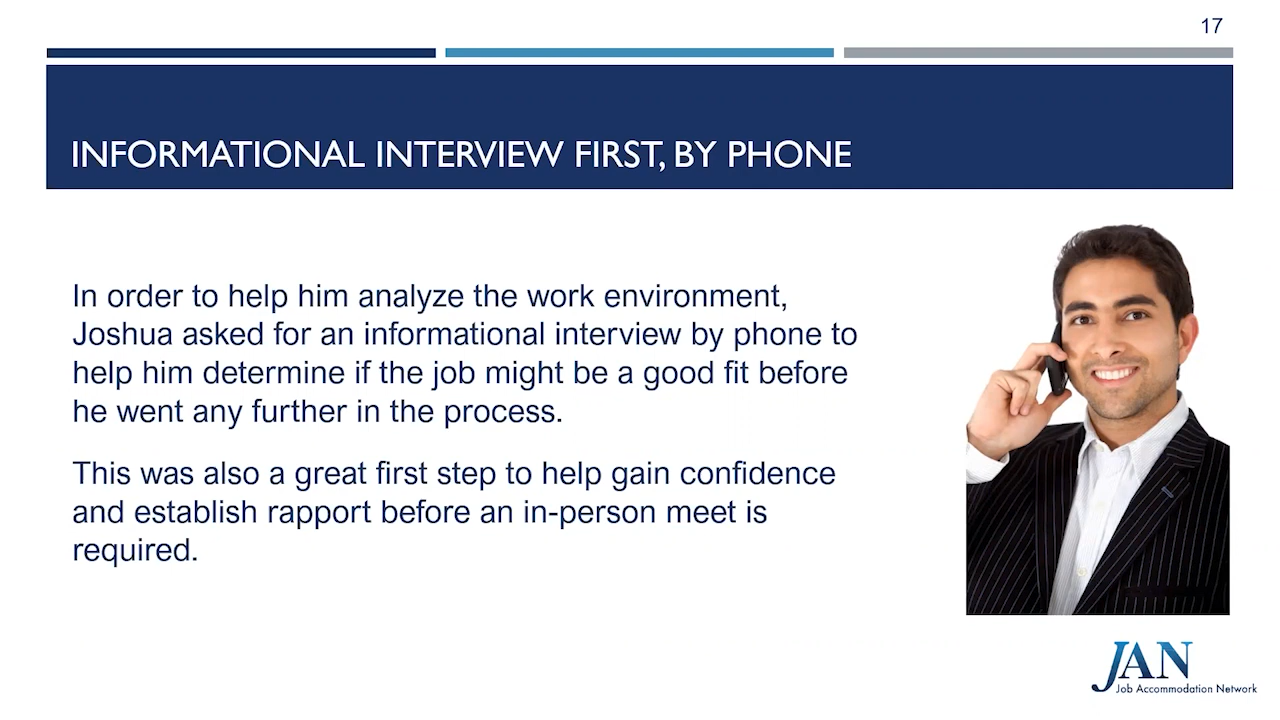 17
INFORMATIONAL INTERVIEW FIRST, BY PHONE
In order to help him analyze the work environment,
Joshua asked for an informational interview by phone to
help him determine if the job might be a good fit before
he went any further in the process.
This was also a great first step to help gain confidence
and establish rapport before an in-person meet is
required.
JAN
Job Accommodation Network